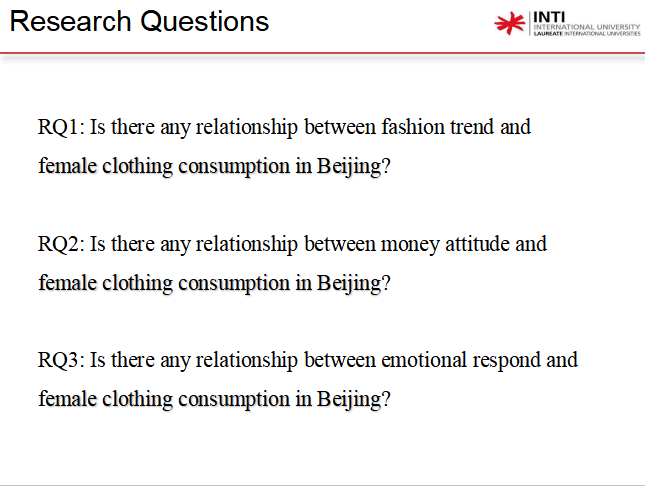 Research Questions
INTI
INTERNATIONAL UNIVERSITY
LAUREATE INTERNATIONAL UNIVERSITIES
RQ1: Is there any relationship between fashion trend and
female clothing consumption in Beijing?
RQ2: Is there any relationship between money attitude and
female clothing consumption in Beijing?
RQ3: Is there any relationship between emotional respond and
female clothing consumption in Beijing?